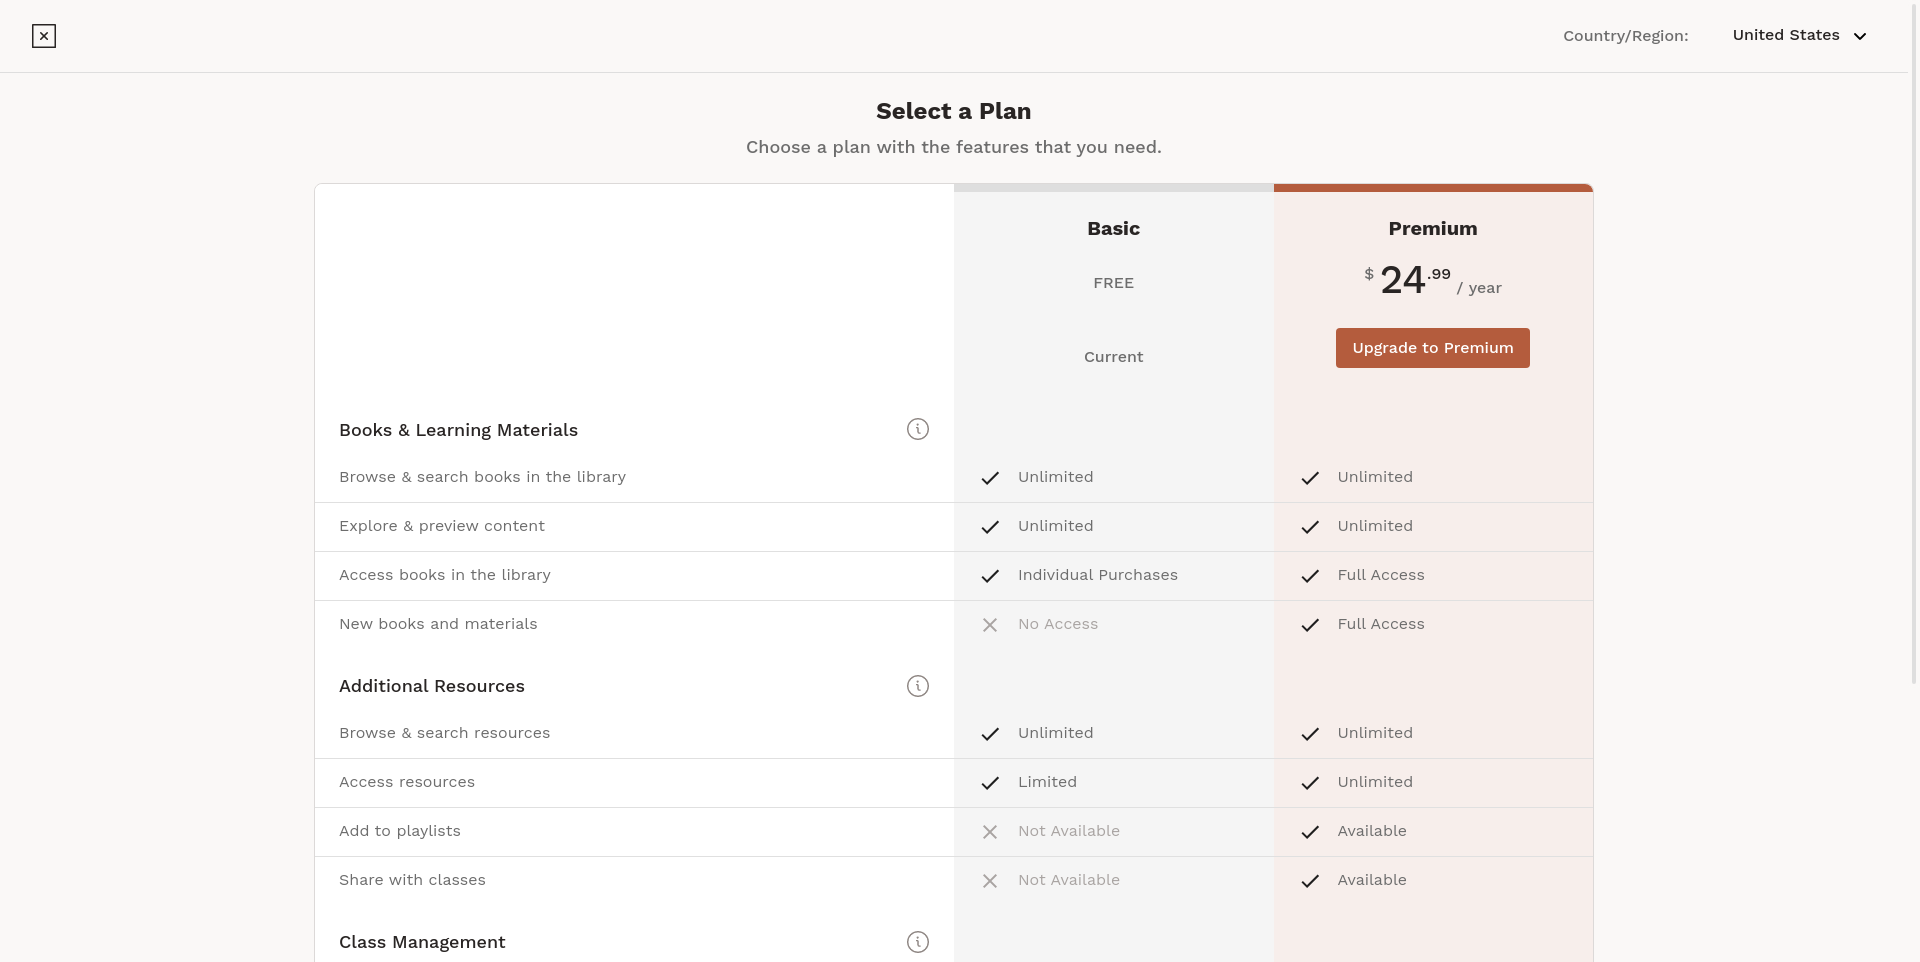 Country/Region: United States
Select a Plan
Choose a plan with the features that you need.
Basic Premium
FREE $ 24.99 / year
Current Upgrade to Premium
Books & Learning Materials
Browse & search books in the library Unlimited Unlimited
Explore & preview content Unlimited Unlimited
Access books in the library Individual Purchases Full Access
New books and materials No Access Full Access
Additional Resources
Browse & search resources Unlimited Unlimited
Access resources Limited Unlimited
Add to playlists Not Available Available
Share with classes Not Available Available
Class Management